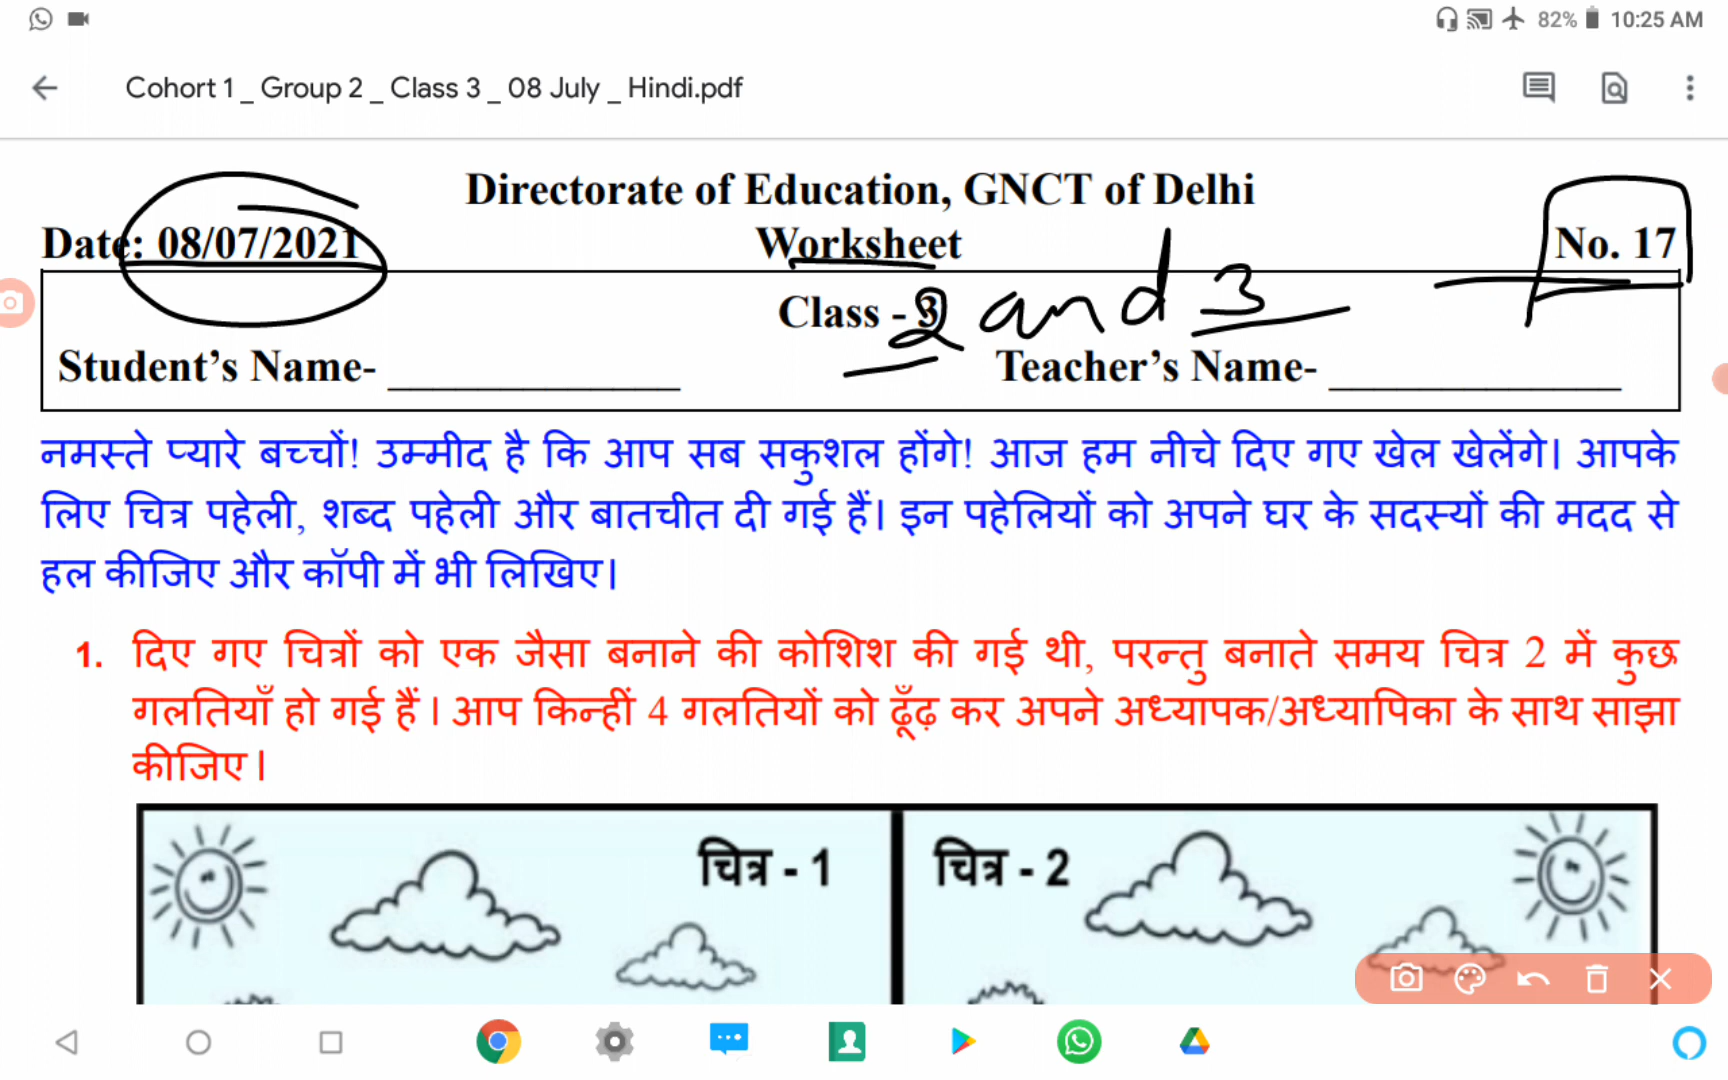 82% 10:25 AM
Cohort 1 _ Group 2 _ Class 3 _ 08 July _ Hindi.pdf
Directorate of Education, GNCT of Delhi
Date: 08/07/2021 Worksheet No. 17
Class - 2 and 3
Student’s Name- ______________ Teacher’s Name- ______________
नमस्ते प्यारे बच्चों! उम्मीद है कि आप सब सकुशल होंगे! आज हम नीचे दिए गए खेल खेलेंगे। आपके
लिए चित्र पहेली, शब्द पहेली और बातचीत दी गई हैं। इन पहेलियों को अपने घर के सदस्यों की मदद से
हल कीजिए और कॉपी में भी लिखिए।
1. दिए गए चित्रों को एक जैसा बनाने की कोशिश की गई थी, परन्तु बनाते समय चित्र 2 में कुछ
गलतियाँ हो गई हैं । आप किन्हीं 4 गलतियों को ढूँढ़ कर अपने अध्यापक/अध्यापिका के साथ साझा
कीजिए ।
चित्र - 1 चित्र - 2